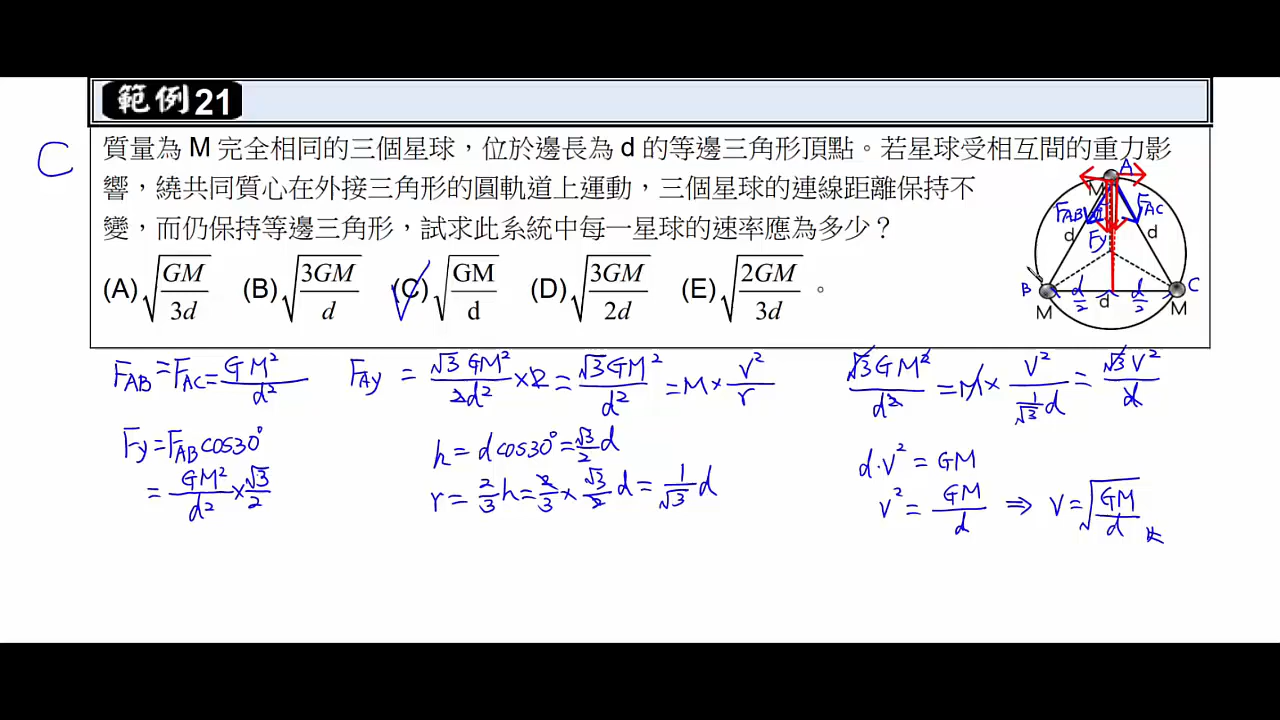 範例21
C
質量為 M 完全相同的三個星球，位於邊長為 d 的等邊三角形頂點。若星球受相互間的重力影
響，繞共同質心在外接三角形的圓軌道上運動，三個星球的連線距離保持不
變，而仍保持等邊三角形，試求此系統中每一星球的速率應為多少？
(A) √(GM/3d) (B) √(3GM/d) (C) √(GM/d) (D) √(3GM/2d) (E) √(2GM/3d) 。
A
M
F_AB F_AC
d d
Fy
B d/2 d/2 C
M d M
F_AB = F_AC = GM²/d²
Fy = F_AB cos30°
= GM²/d² × √3/2
F_Ay = √3 GM²/2d² × 2 = √3 GM²/d² = M × v²/r
h = d cos30° = √3/2 d
r = 2/3 h = 2/3 × √3/2 d = 1/√3 d
√3 GM²/d² = M × v²/(1/√3 d) = √3 v²/d
d · v² = GM
v² = GM/d ⇒ v = √(GM/d)